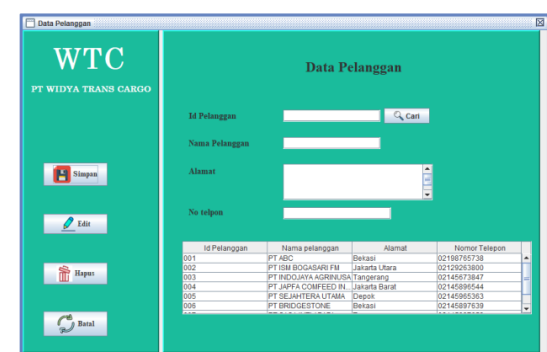 Data Pelanggan
WTC
PT WIDYA TRANS CARGO
Simpan
Edit
Hapus
Batal
Data Pelanggan
Id Pelanggan
Cari
Nama Pelanggan
Alamat
No telpon
Id Pelanggan Nama pelanggan Alamat Nomor Telepon
001 PT ABC Bekasi 02198765738
002 PT ISM BOGASARI FM Jakarta Utara 02129263800
003 PT INDOJAYA AGRINUSA Tangerang 02145673847
004 PT JAPFA COMFEED IN... Jakarta Barat 02145896544
005 PT SEJAHTERA UTAMA Depok 02145965363
006 PT BRIDGESTONE Bekasi 02145897639